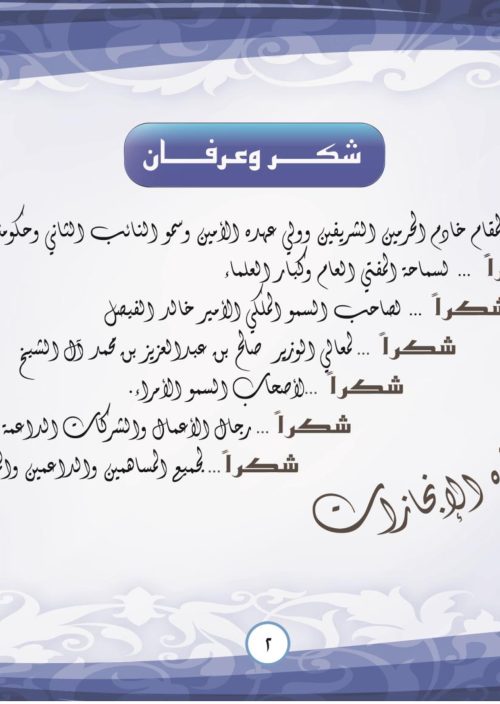 شكر وعرفان
لمقام خادم الحرمين الشريفين وولي عهده الأمين وسمو النائب الثاني وحكومته
... لسماحة المفتي العام وكبار العلماء
شكراً ... لصاحب السمو الملكي الأمير خالد الفيصل
شكراً ... لمعالي الوزير صالح بن عبدالعزيز بن محمد آل الشيخ
شكراً ... لأصحاب السمو الأمراء.
شكراً ... رجال الأعمال والشركات الداعمة
شكراً ... لجميع المساهمين والداعمين
الإنجازات
٢